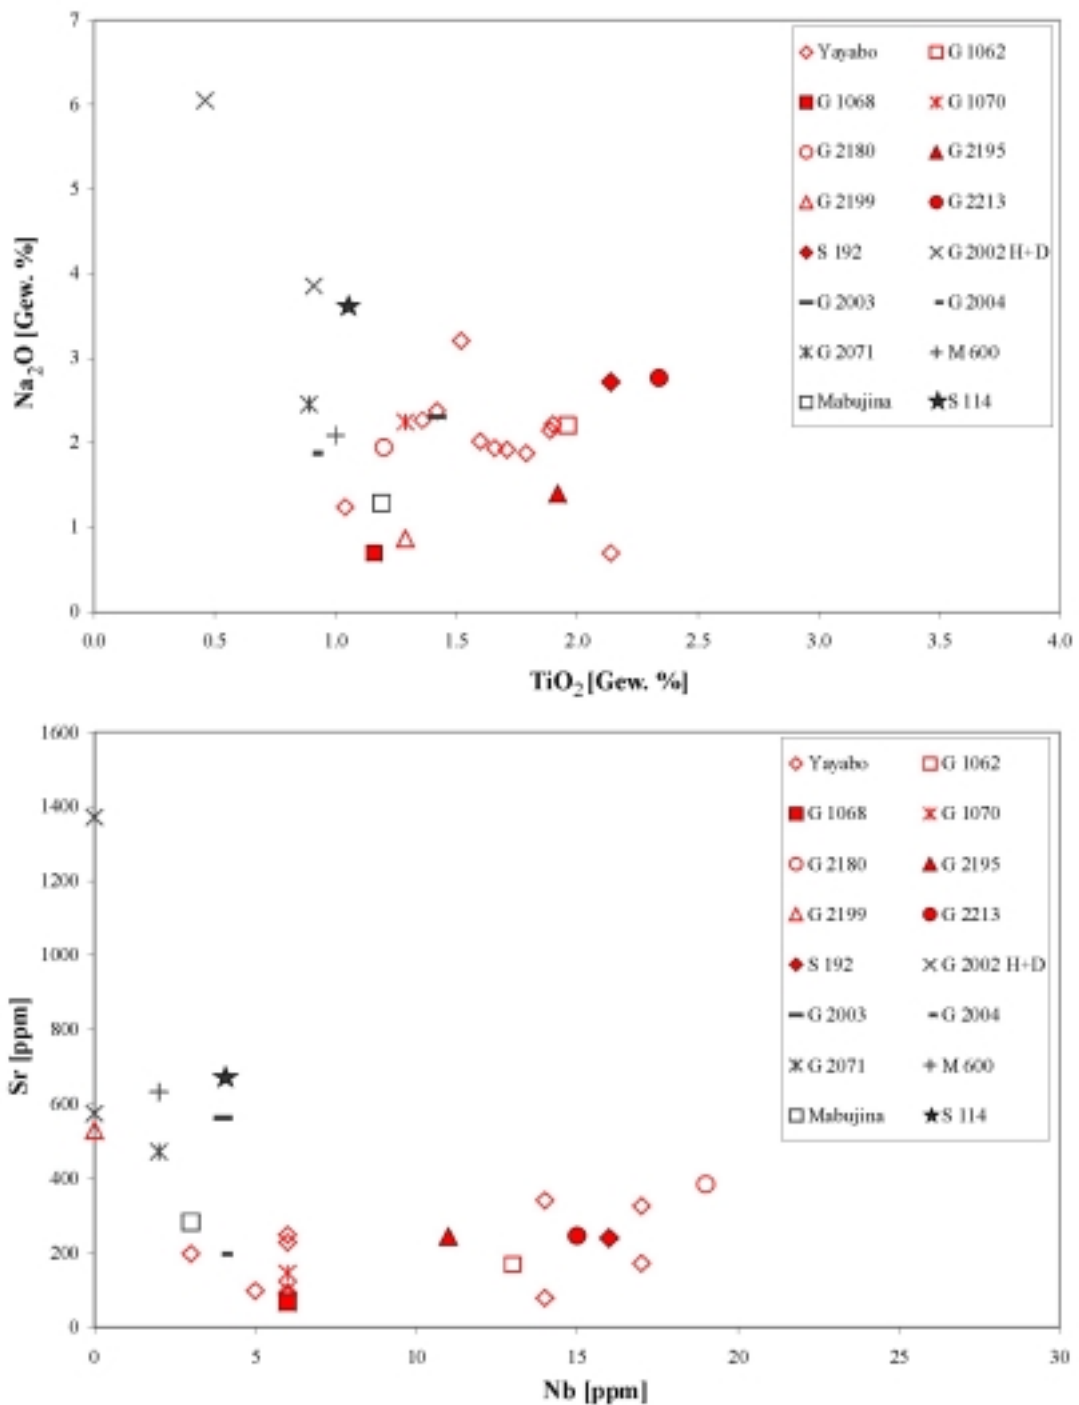 7
6
5
4
3
2
1
0
Na2O [Gew. %]
Yayabo G 1062
G 1068 G 1070
G 2180 G 2195
G 2199 G 2213
S 192 G 2002 H+D
G 2003 G 2004
G 2071 M 600
Mabujina S 114
0.0 0.5 1.0 1.5 2.0 2.5 3.0 3.5 4.0
TiO2 [Gew. %]
1600
1400
1200
1000
800
600
400
200
0
Sr [ppm]
Yayabo G 1062
G 1068 G 1070
G 2180 G 2195
G 2199 G 2213
S 192 G 2002 H+D
G 2003 G 2004
G 2071 M 600
Mabujina S 114
0 5 10 15 20 25 30
Nb [ppm]